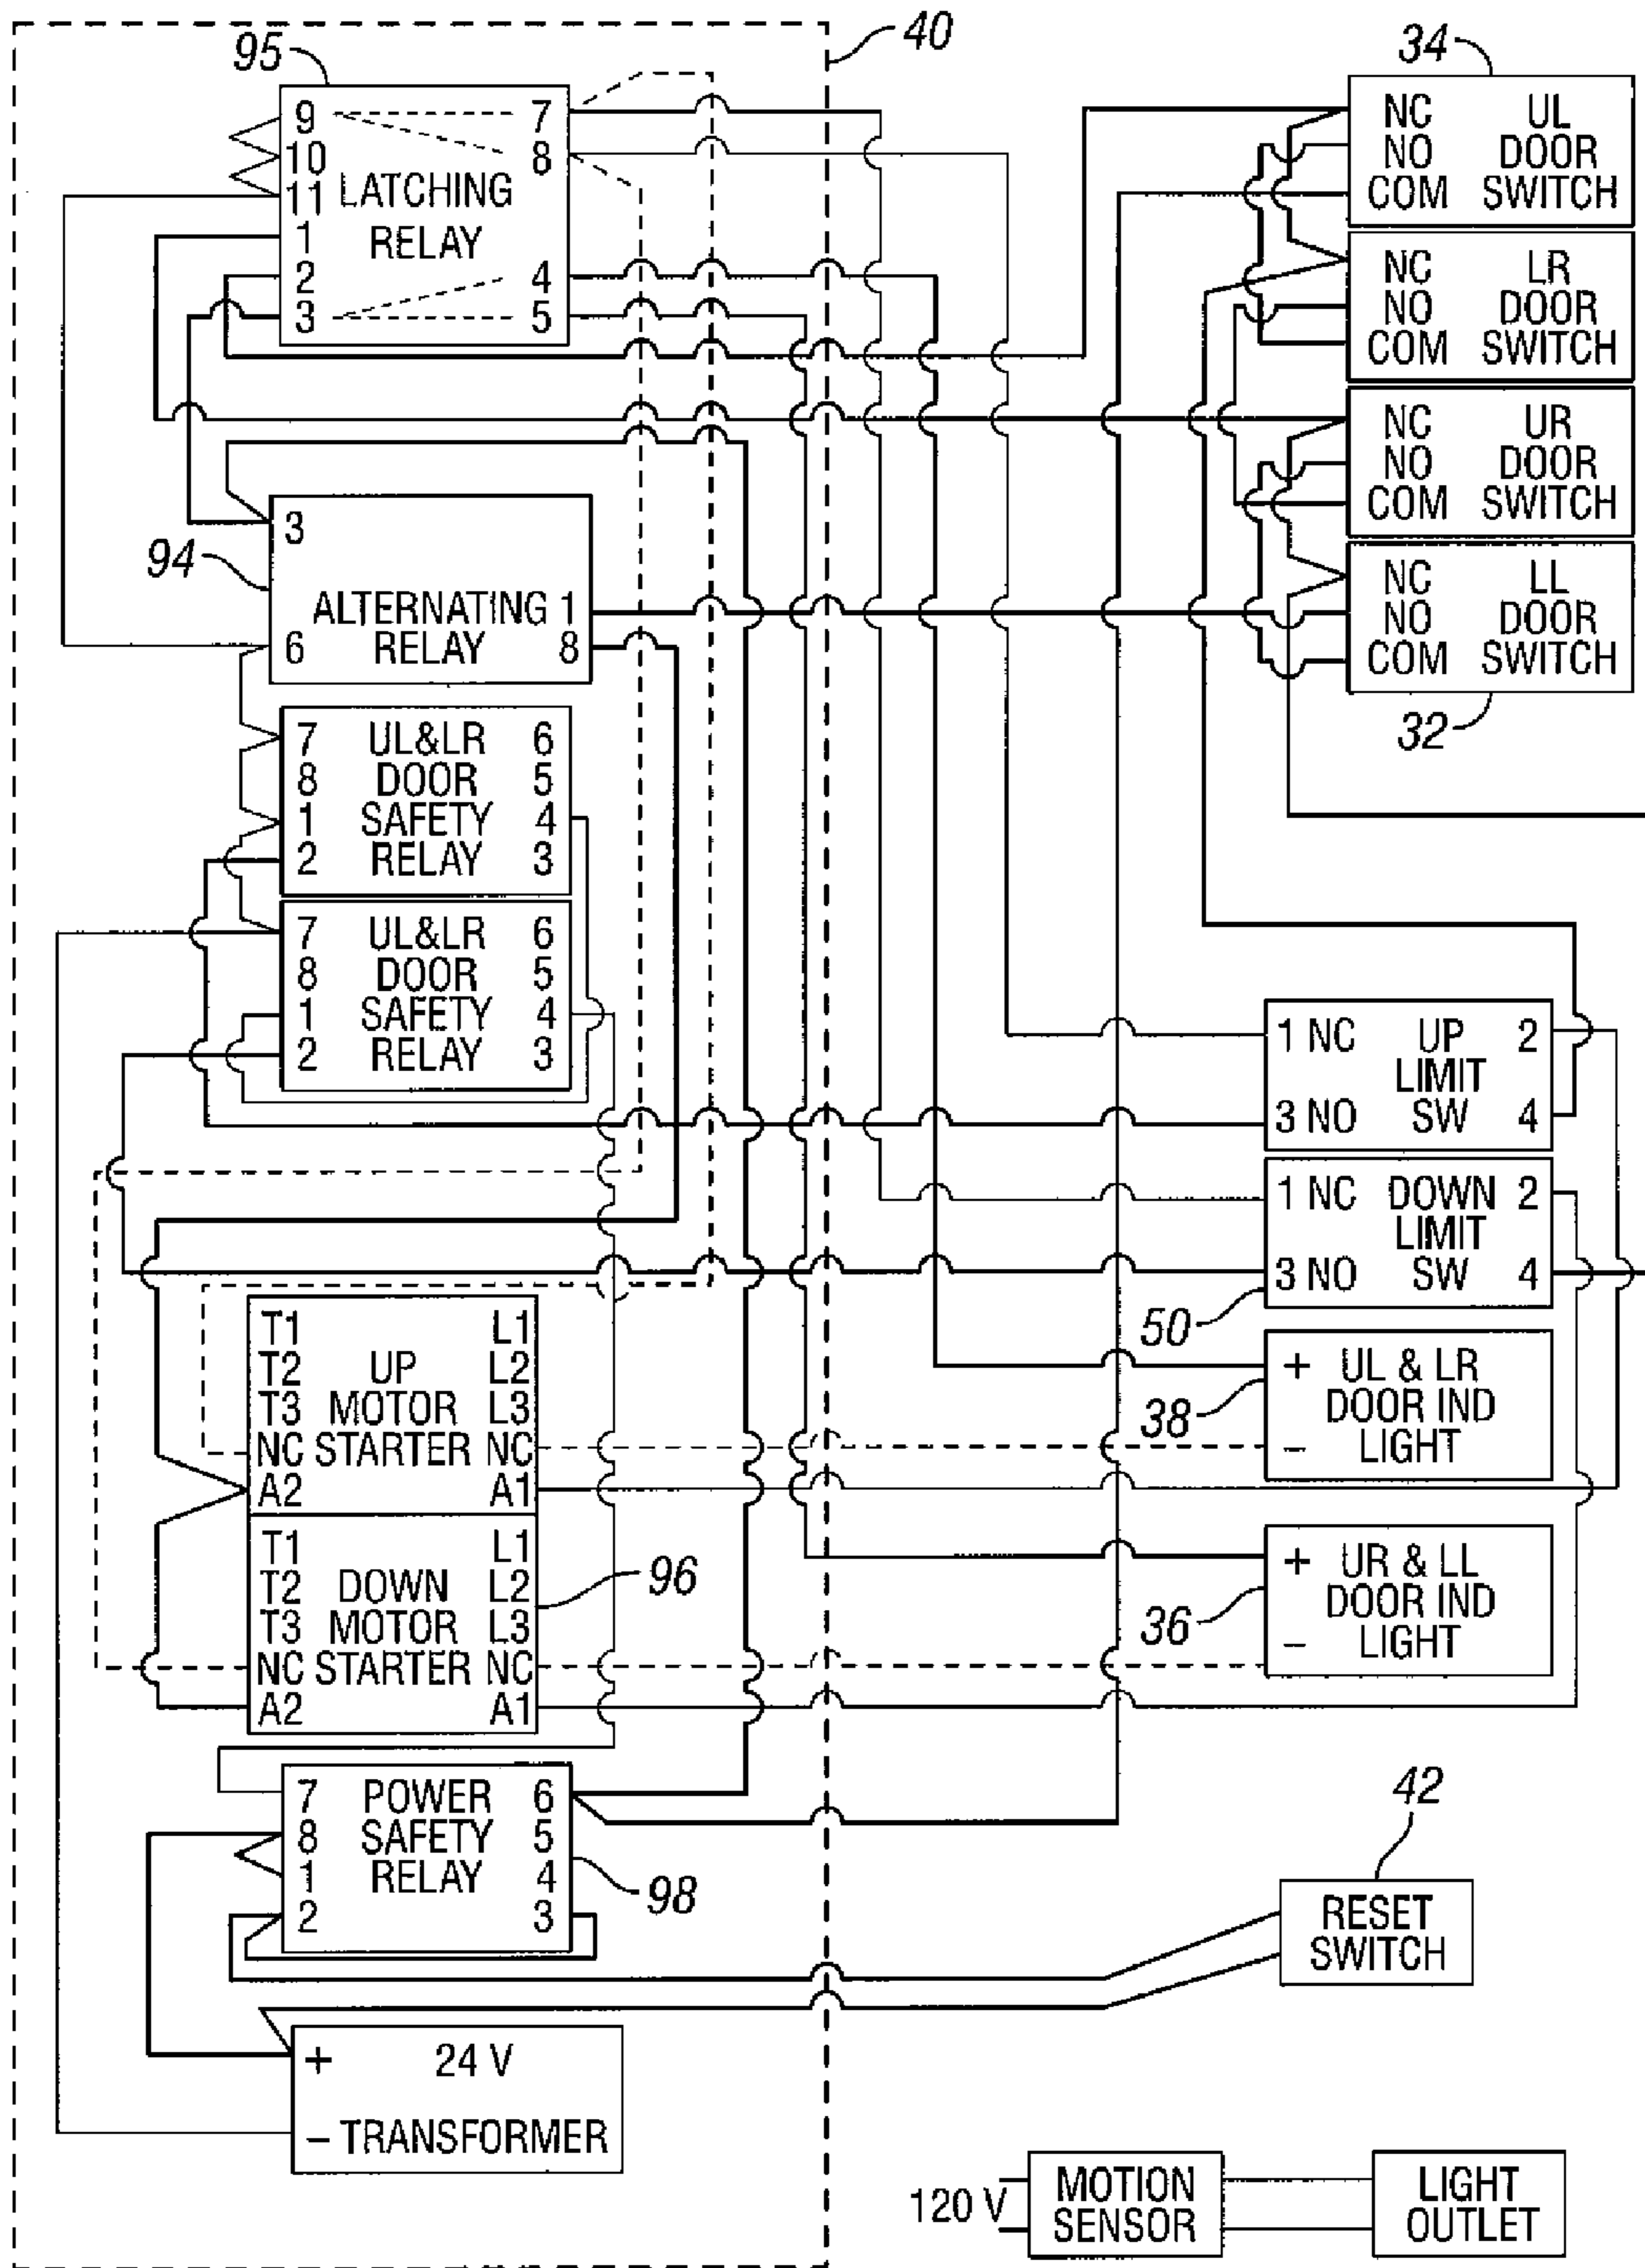 95
40
34
9 7
10 8
11 LATCHING
1 RELAY
2 4
3 5
NC UL
NO DOOR
COM SWITCH
NC LR
NO DOOR
COM SWITCH
NC UR
NO DOOR
COM SWITCH
NC LL
NO DOOR
COM SWITCH
32
94
3
ALTERNATING 1
6 RELAY 8
7 UL&LR 6
8 DOOR 5
1 SAFETY 4
2 RELAY 3
7 UL&LR 6
8 DOOR 5
1 SAFETY 4
2 RELAY 3
1 NC UP 2
LIMIT
3 NO SW 4
1 NC DOWN 2
LIMIT
3 NO SW 4
50
T1 L1
T2 UP L2
T3 MOTOR L3
NC STARTER NC
A2 A1
+ UL & LR
DOOR IND
– LIGHT
38
T1 L1
T2 DOWN L2
T3 MOTOR L3
NC STARTER NC
A2 A1
96
+ UR & LL
DOOR IND
– LIGHT
36
7 POWER 6
8 SAFETY 5
1 RELAY 4
2 3
98
42
RESET
SWITCH
+ 24 V
– TRANSFORMER
120 V
MOTION
SENSOR
LIGHT
OUTLET